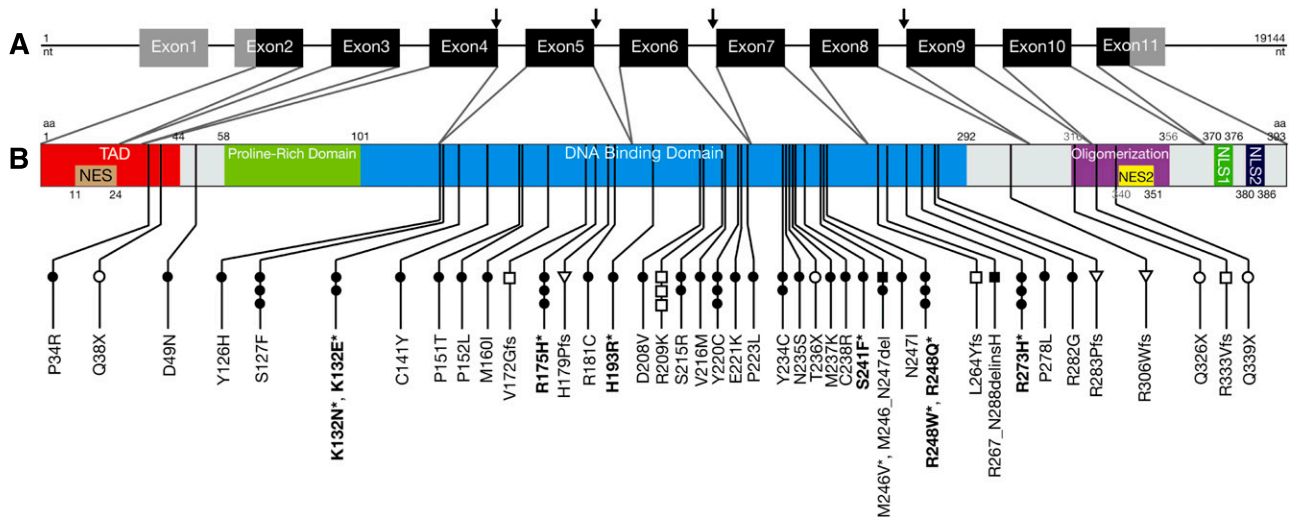 A
1
nt
Exon1
Exon2
Exon3
Exon4
Exon5
Exon6
Exon7
Exon8
Exon9
Exon10
Exon11
19144
nt
aa
1
44
58
101
292
316
356
370 376
aa
393
B
TAD
NES
11
24
Proline-Rich Domain
DNA Binding Domain
Oligomerization
NES2
340
351
NLS1
NLS2
380 386
P34R
Q38X
D49N
Y126H
S127F
K132N*, K132E*
C141Y
P151T
P152L
M160I
V172Gfs
R175H*
H179Pfs
R181C
H193R*
D208V
R209K
S215R
V216M
Y220C
E221K
P223L
Y234C
N235S
T236X
M237K
C238R
S241F*
M246V*, M246_N247del
N247I
R248W*, R248Q*
L264Yfs
R267_N288delinsH
R273H*
P278L
R282G
R283Pfs
R306Wfs
Q326X
R33Vfs
Q339X